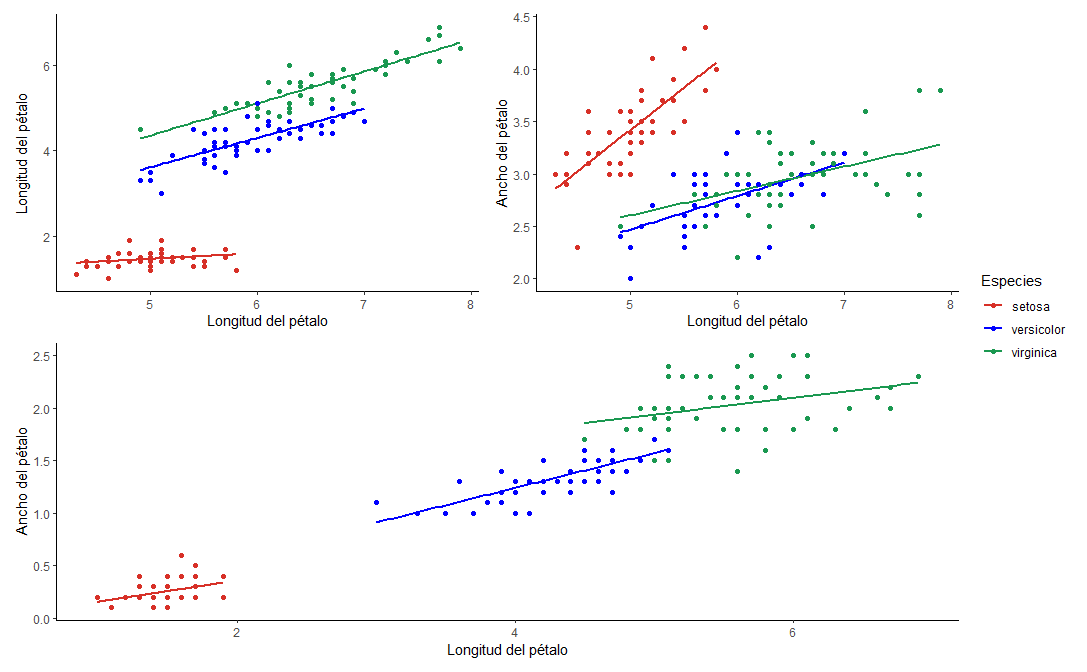 Longitud del pétalo
6
4
2
5
6
7
8
Longitud del pétalo
Ancho del pétalo
4.5
4.0
3.5
3.0
2.5
2.0
5
6
7
8
Longitud del pétalo
Especies
setosa
versicolor
virginica
Ancho del pétalo
2.5
2.0
1.5
1.0
0.5
0.0
2
4
6
Longitud del pétalo